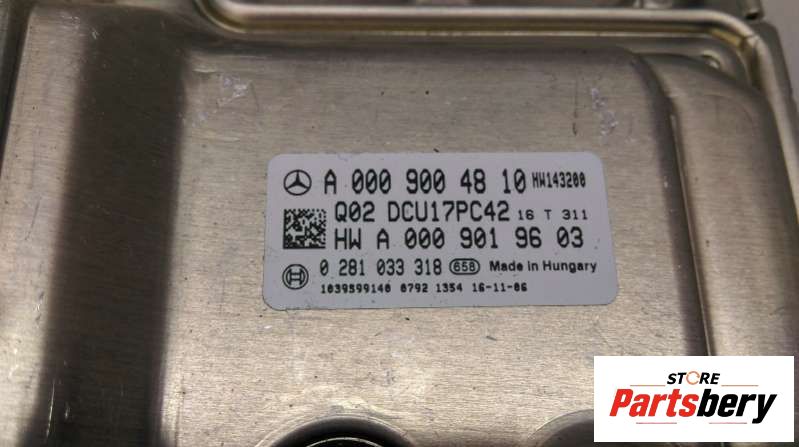 A 000 900 48 10 HW143200
Q02 DCU17PC42 16 T 311
HW A 000 901 96 03
0 281 033 318 658 Made in Hungary
1039S99140 0792 1354 16-11-06
STORE
Partsbery